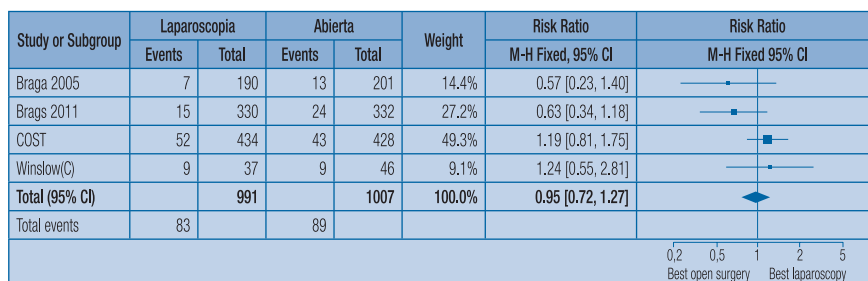 Study or Subgroup Laparoscopia Abierta Weight Risk Ratio Risk Ratio
Events Total Events Total M-H Fixed, 95% CI M-H Fixed 95% CI
Braga 2005 7 190 13 201 14.4% 0.57 [0.23, 1.40]
Brags 2011 15 330 24 332 27.2% 0.63 [0.34, 1.18]
COST 52 434 43 428 49.3% 1.19 [0.81, 1.75]
Winslow(C) 9 37 9 46 9.1% 1.24 [0.55, 2.81]
Total (95% CI) 991 1007 100.0% 0.95 [0.72, 1.27]
Total events 83 89
0,2 0,5 1 2 5
Best open surgery Best laparoscopy